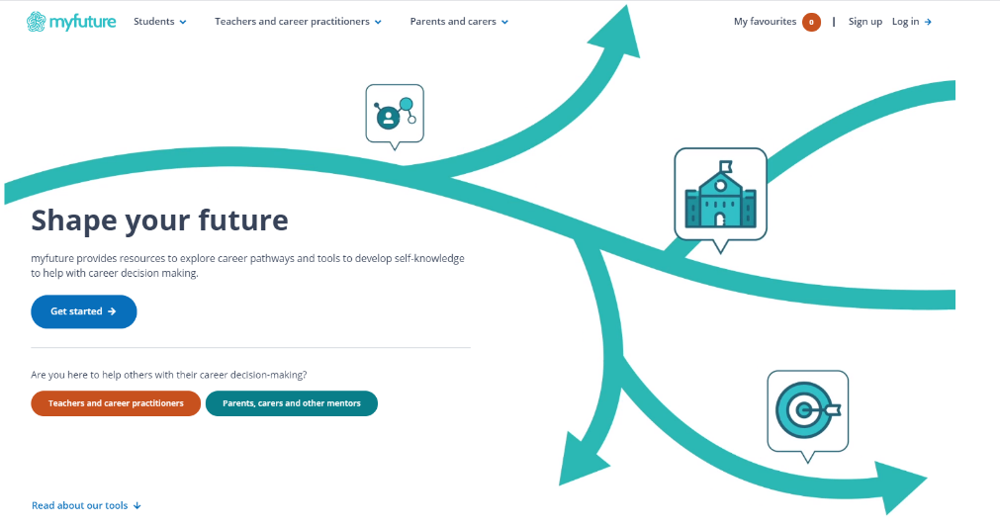 myfuture Students Teachers and career practitioners Parents and carers My favourites 0 | Sign up Log in
Shape your future
myfuture provides resources to explore career pathways and tools to develop self-knowledge
to help with career decision making.
Get started
Are you here to help others with their career decision-making?
Teachers and career practitioners Parents, carers and other mentors
Read about our tools